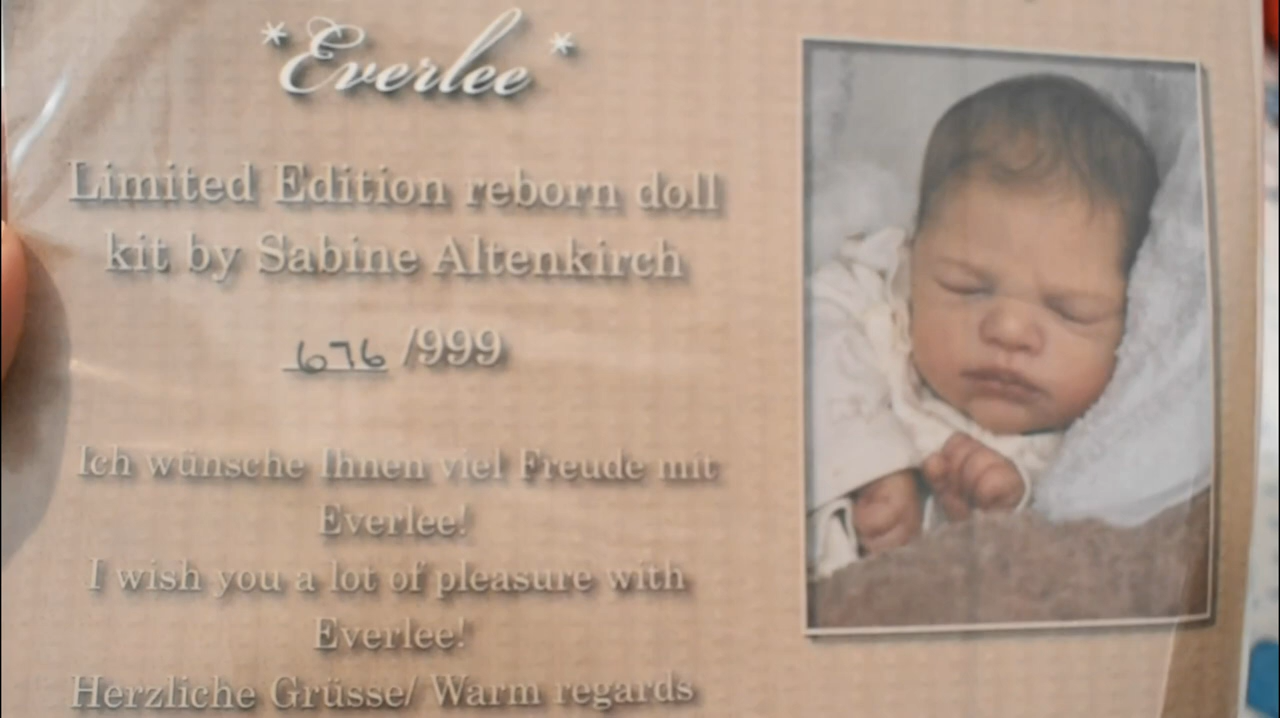 *Everlee*
Limited Edition reborn doll
kit by Sabine Altenkirch
676 /999
Ich wünsche Ihnen viel Freude mit
Everlee!
I wish you a lot of pleasure with
Everlee!
Herzliche Grüsse/ Warm regards